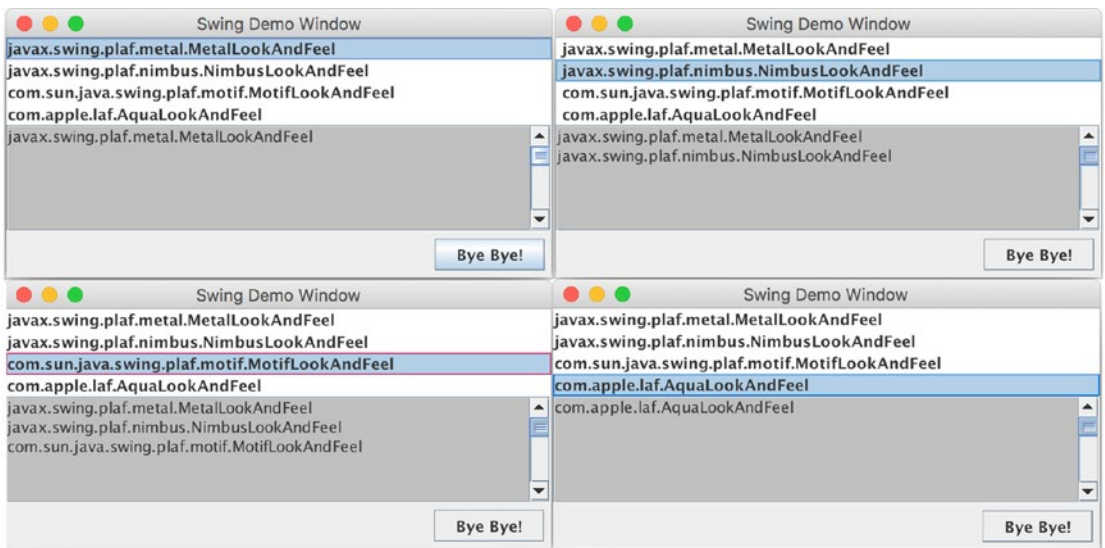 Swing Demo Window
javax.swing.plaf.metal.MetalLookAndFeel
javax.swing.plaf.nimbus.NimbusLookAndFeel
com.sun.java.swing.plaf.motif.MotifLookAndFeel
com.apple.laf.AquaLookAndFeel
javax.swing.plaf.metal.MetalLookAndFeel
Bye Bye!
Swing Demo Window
javax.swing.plaf.metal.MetalLookAndFeel
javax.swing.plaf.nimbus.NimbusLookAndFeel
com.sun.java.swing.plaf.motif.MotifLookAndFeel
com.apple.laf.AquaLookAndFeel
javax.swing.plaf.metal.MetalLookAndFeel
javax.swing.plaf.nimbus.NimbusLookAndFeel
Bye Bye!
Swing Demo Window
javax.swing.plaf.metal.MetalLookAndFeel
javax.swing.plaf.nimbus.NimbusLookAndFeel
com.sun.java.swing.plaf.motif.MotifLookAndFeel
com.apple.laf.AquaLookAndFeel
javax.swing.plaf.metal.MetalLookAndFeel
javax.swing.plaf.nimbus.NimbusLookAndFeel
com.sun.java.swing.plaf.motif.MotifLookAndFeel
Bye Bye!
Swing Demo Window
javax.swing.plaf.metal.MetalLookAndFeel
javax.swing.plaf.nimbus.NimbusLookAndFeel
com.sun.java.swing.plaf.motif.MotifLookAndFeel
com.apple.laf.AquaLookAndFeel
com.apple.laf.AquaLookAndFeel
Bye Bye!